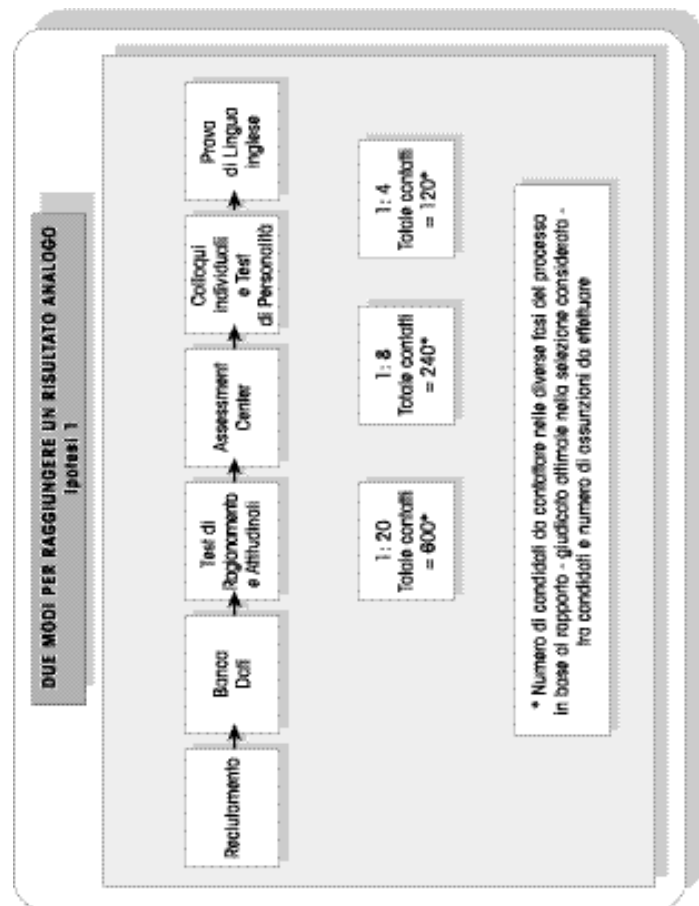 DUE MODI PER RAGGIUNGERE UN RISULTATO ANALOGO
Ipotesi 1
Reclutamento
Banca
Dati
Test di
Ragionamento
e Attitudinali
Assessment
Center
Colloqui
individuali
e Test
di Personalità
Prova
di Lingua
inglese
1: 20
Totale contatti
= 600*
1: 8
Totale contatti
= 240*
1: 4
Totale contatti
= 120*
* Numero di candidati da contattare nelle diverse fasi del processo
in base al rapporto - giudicato ottimale nella selezione considerata -
tra candidati e numero di assunzioni da effettuare